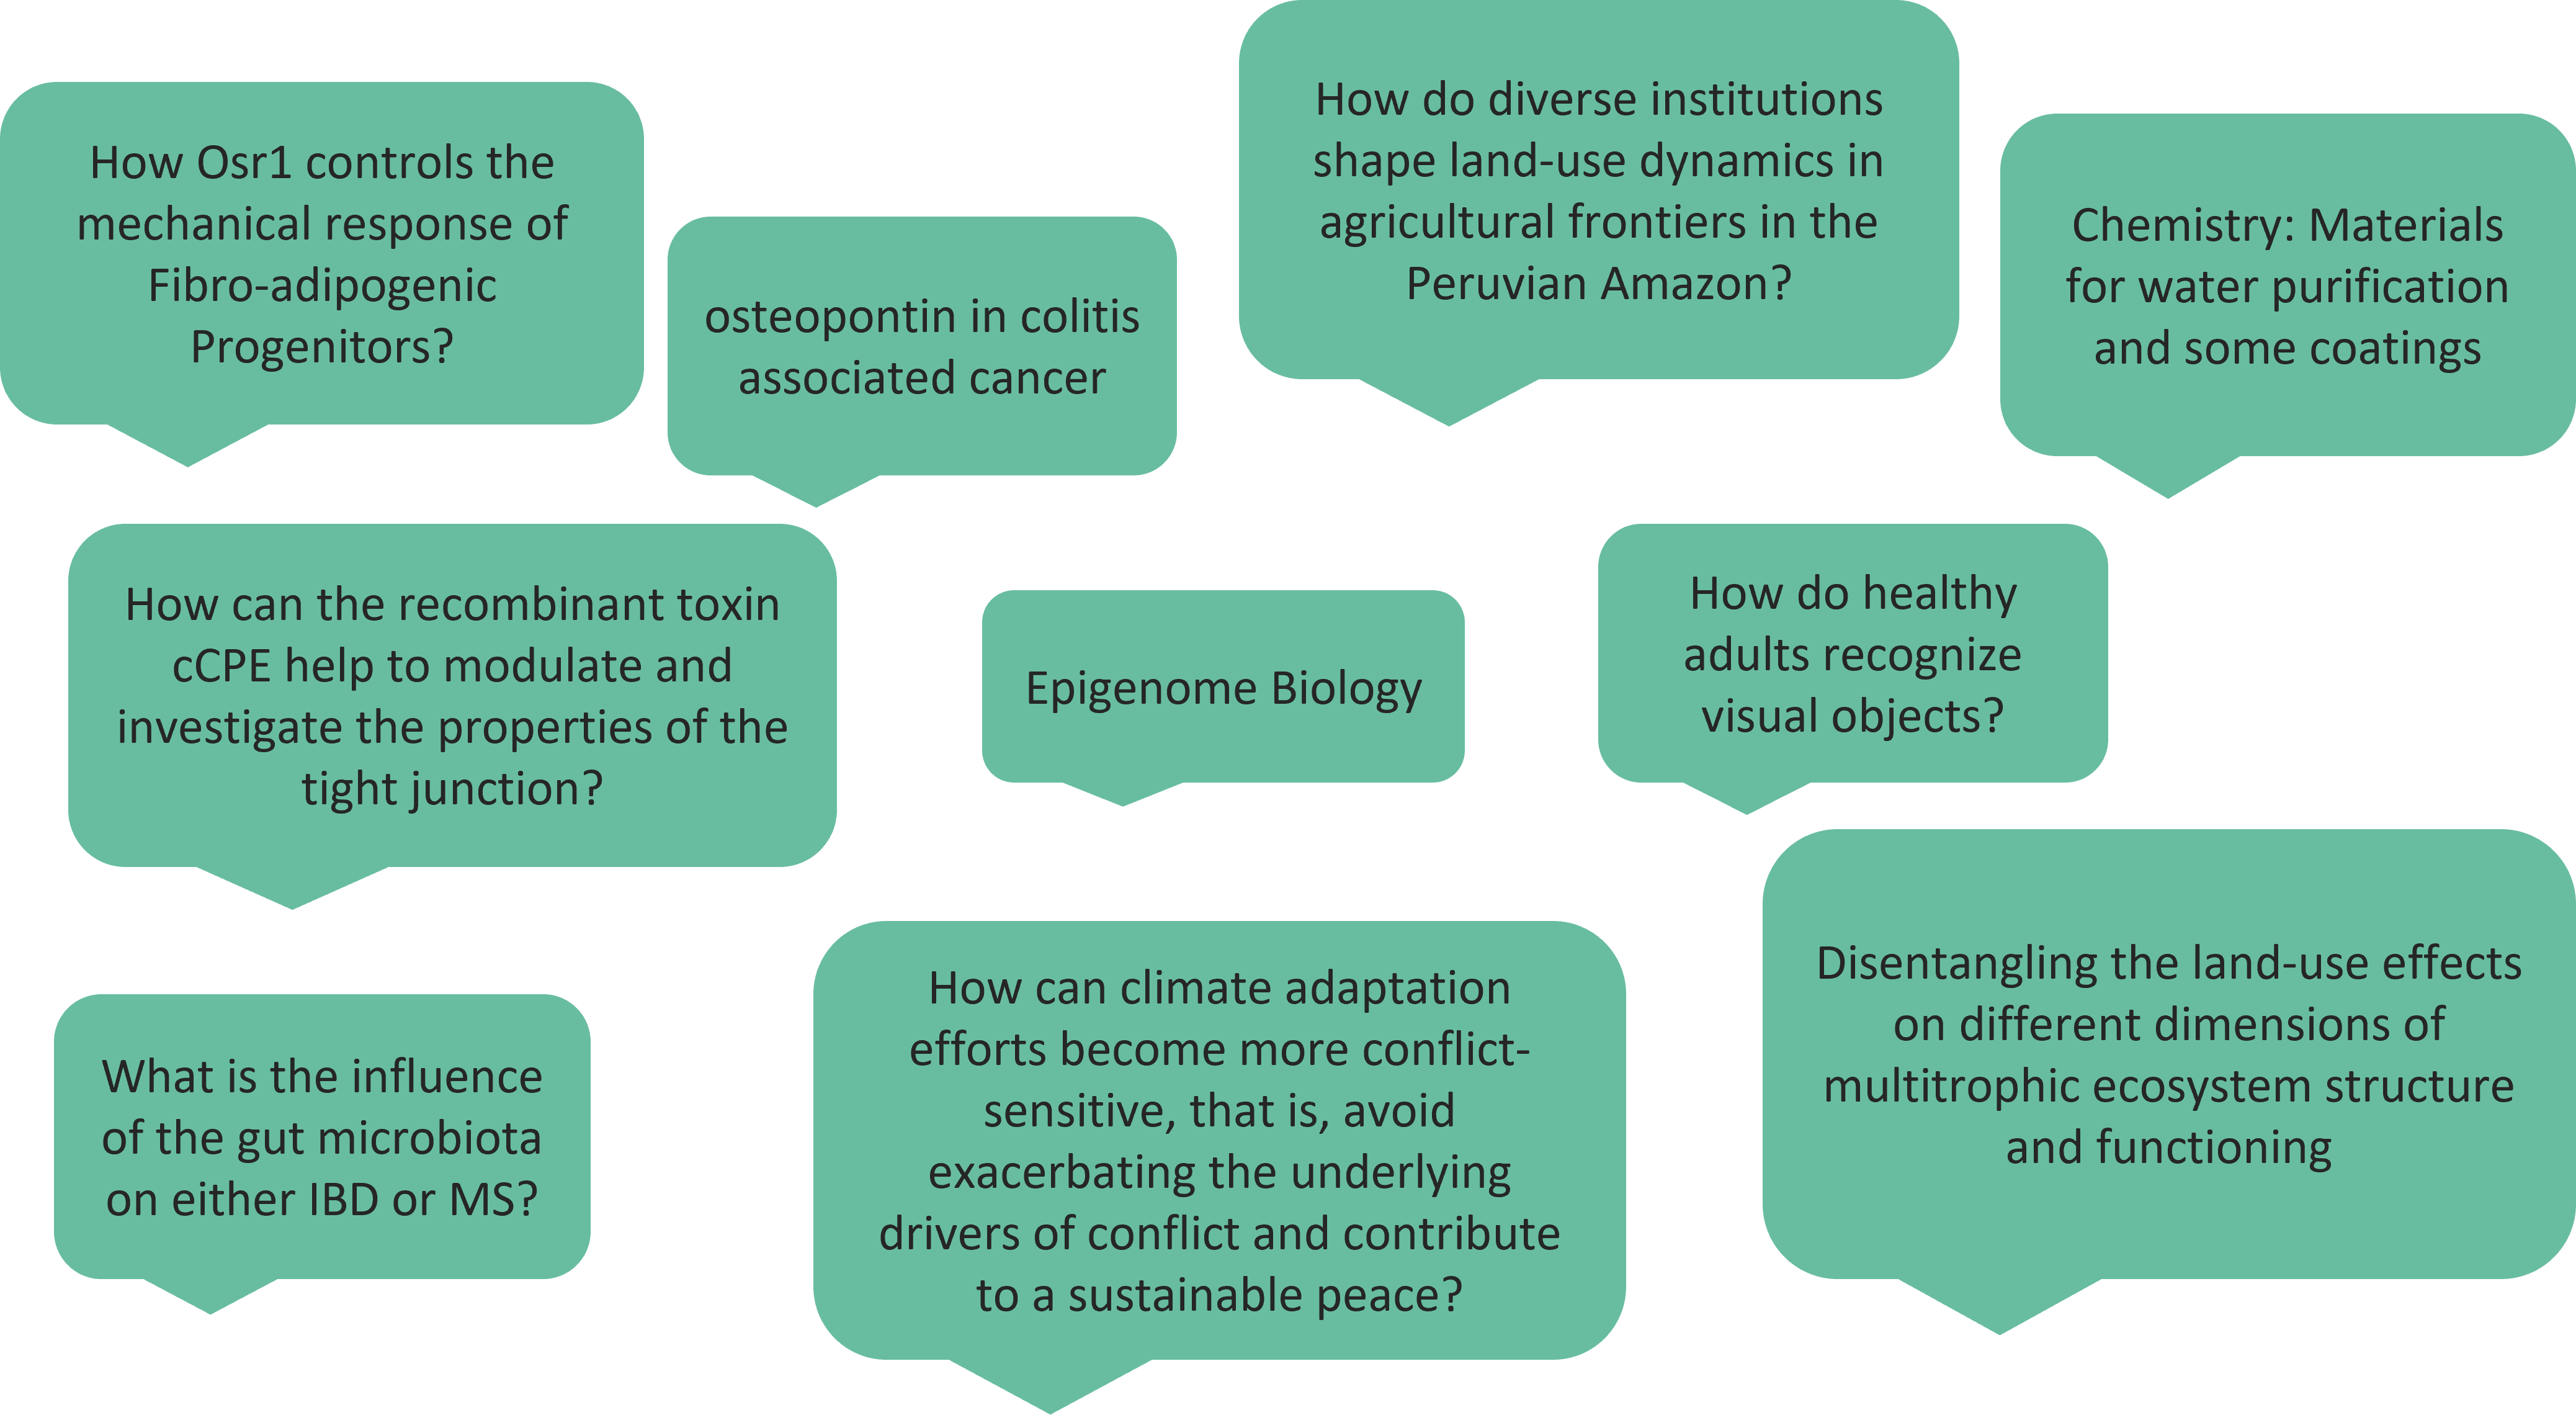 How Osr1 controls the
mechanical response of
Fibro-adipogenic
Progenitors?
osteopontin in colitis
associated cancer
How do diverse institutions
shape land-use dynamics in
agricultural frontiers in the
Peruvian Amazon?
Chemistry: Materials
for water purification
and some coatings
How can the recombinant toxin
cCPE help to modulate and
investigate the properties of the
tight junction?
Epigenome Biology
How do healthy
adults recognize
visual objects?
What is the influence
of the gut microbiota
on either IBD or MS?
How can climate adaptation
efforts become more conflict-
sensitive, that is, avoid
exacerbating the underlying
drivers of conflict and contribute
to a sustainable peace?
Disentangling the land-use effects
on different dimensions of
multitrophic ecosystem structure
and functioning